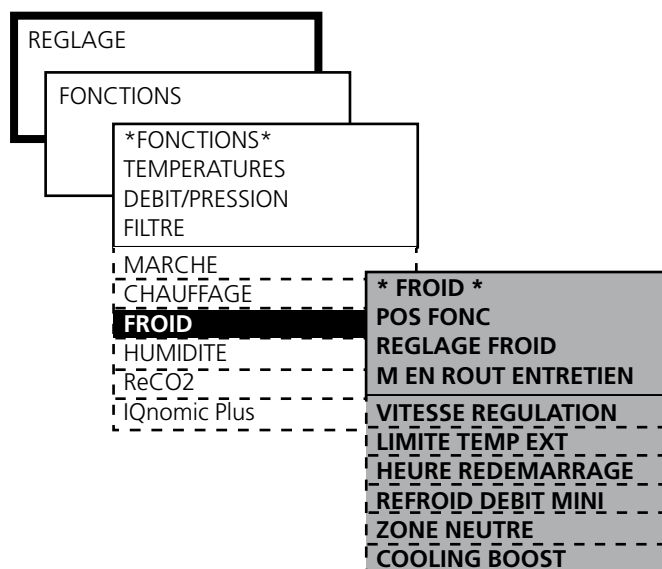 REGLAGE
FONCTIONS
*FONCTIONS*
TEMPERATURES
DEBIT/PRESSION
FILTRE
MARCHE
CHAUFFAGE
FROID
HUMIDITE
ReCO2
IQnomic Plus
* FROID *
POS FONC
REGLAGE FROID
M EN ROUT ENTRETIEN
VITESSE REGULATION
LIMITE TEMP EXT
HEURE REDEMARRAGE
REFROID DEBIT MINI
ZONE NEUTRE
COOLING BOOST